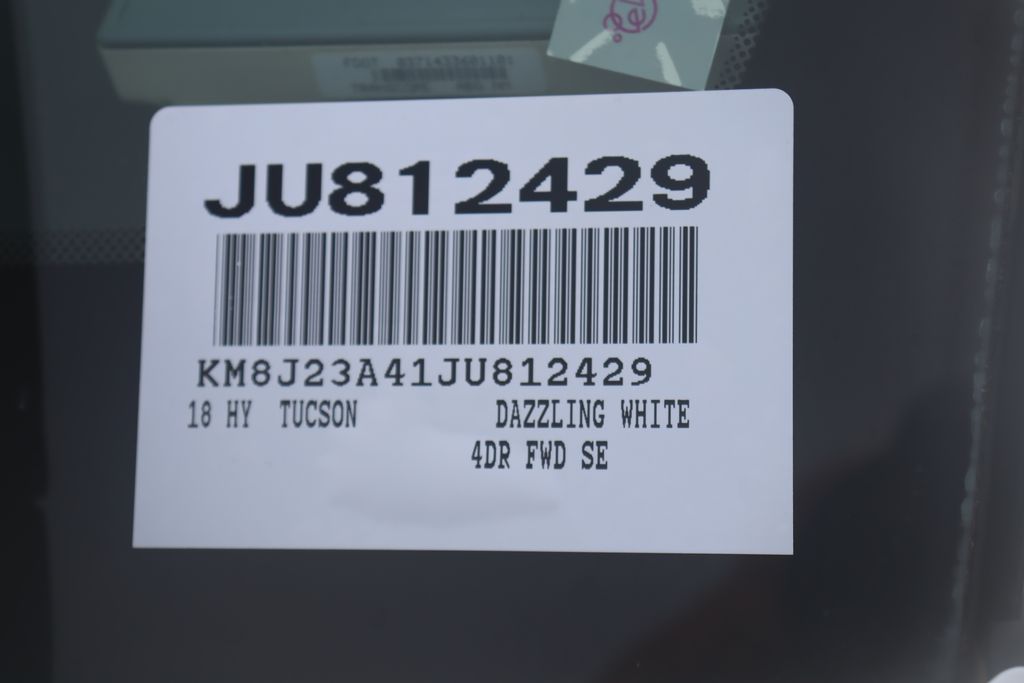 JU812429
KM8J23A41JU812429
18 HY TUCSON DAZZLING WHITE
4DR FWD SE